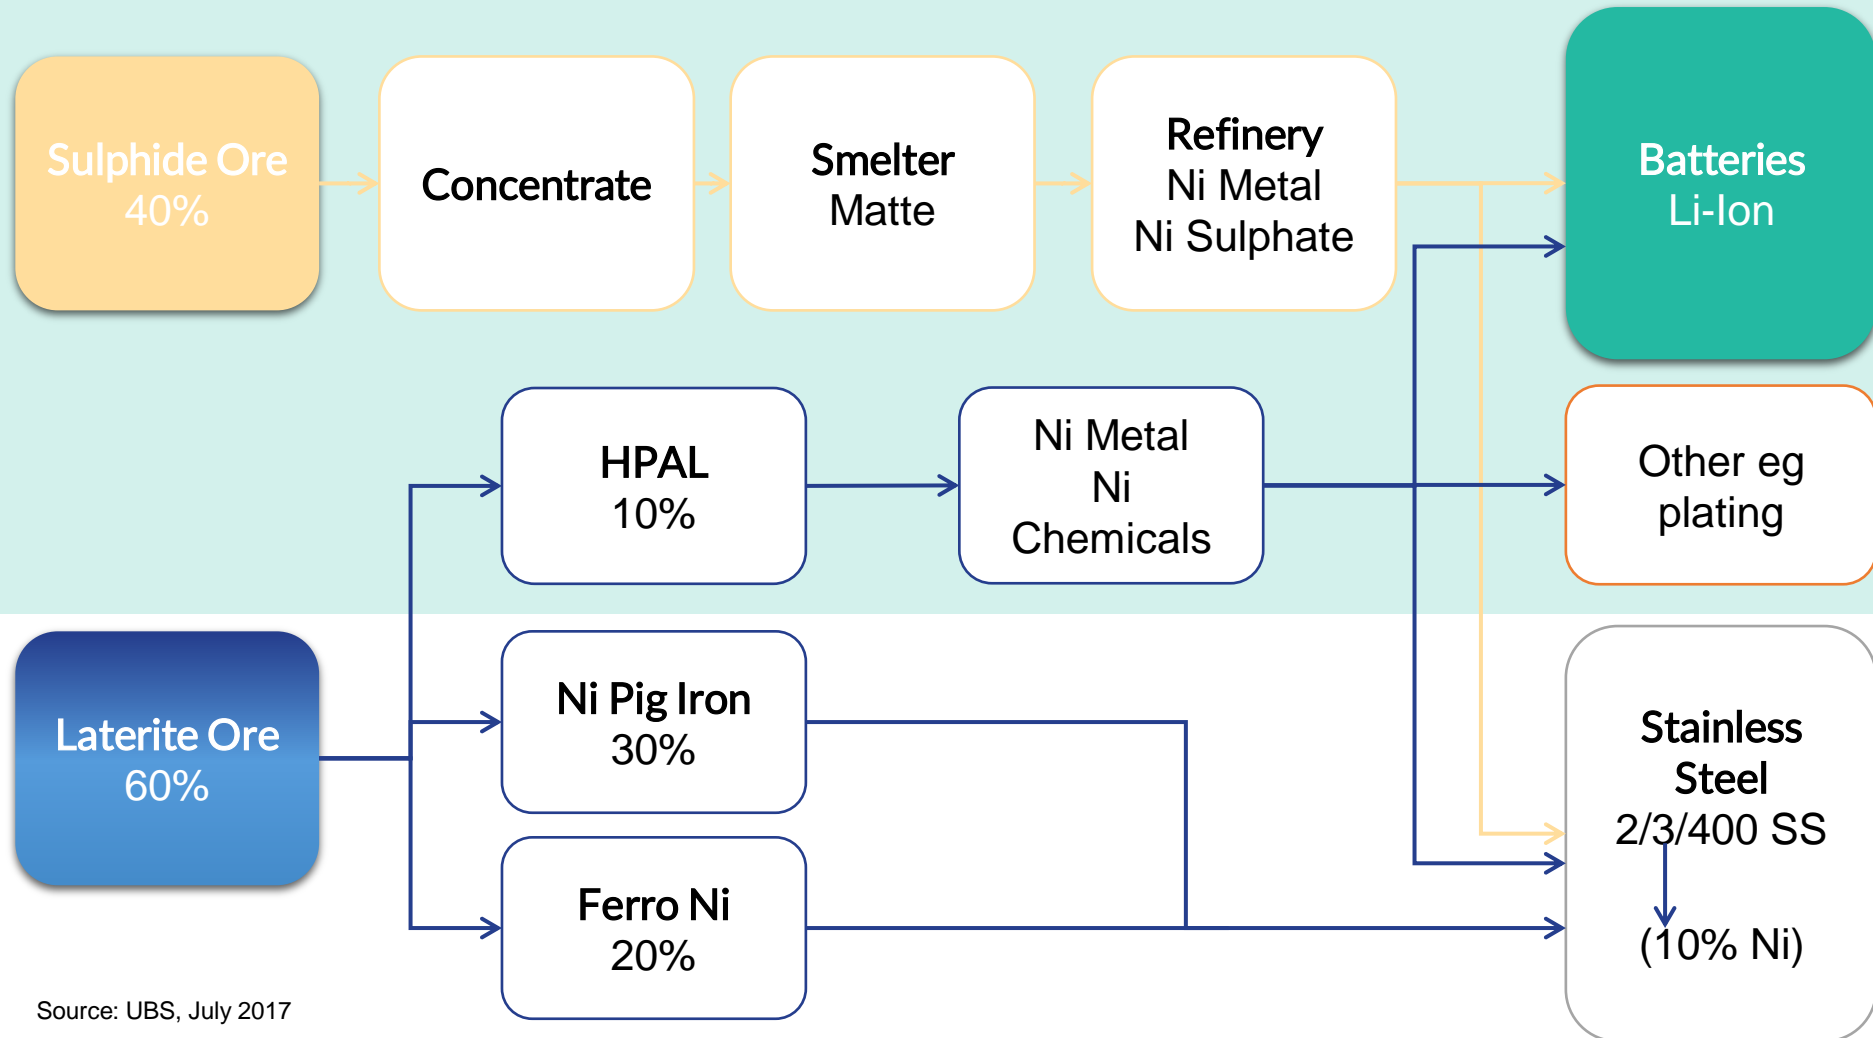 Sulphide Ore
40%
Concentrate
Smelter
Matte
Refinery
Ni Metal
Ni Sulphate
Batteries
Li-Ion
HPAL
10%
Ni Metal
Ni
Chemicals
Other eg
plating
Laterite Ore
60%
Ni Pig Iron
30%
Ferro Ni
20%
Stainless
Steel
2/3/400 SS
(10% Ni)
Source: UBS, July 2017